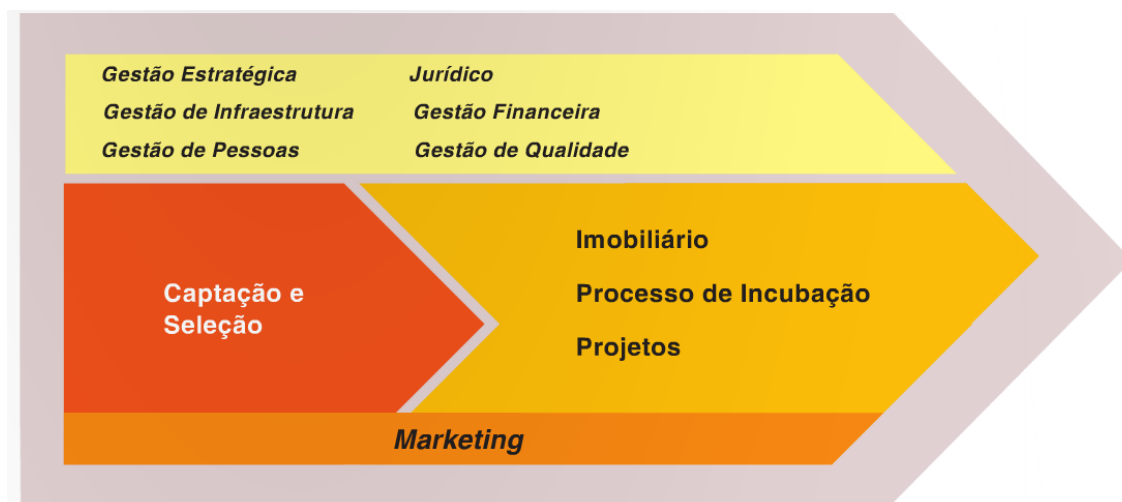 Gestão Estratégica
Jurídico
Gestão de Infraestrutura
Gestão Financeira
Gestão de Pessoas
Gestão de Qualidade
Captação e
Seleção
Imobiliário
Processo de Incubação
Projetos
Marketing